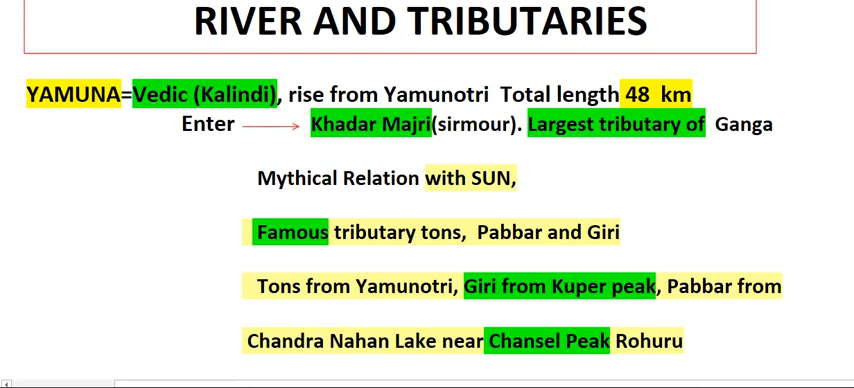 RIVER AND TRIBUTARIES
YAMUNA=Vedic (Kalindi), rise from Yamunotri Total length 48 km
Enter → Khadar Majri(sirmour). Largest tributary of Ganga
Mythical Relation with SUN,
Famous tributary tons, Pabbar and Giri
Tons from Yamunotri, Giri from Kuper peak, Pabbar from
Chandra Nahan Lake near Chansel Peak Rohuru